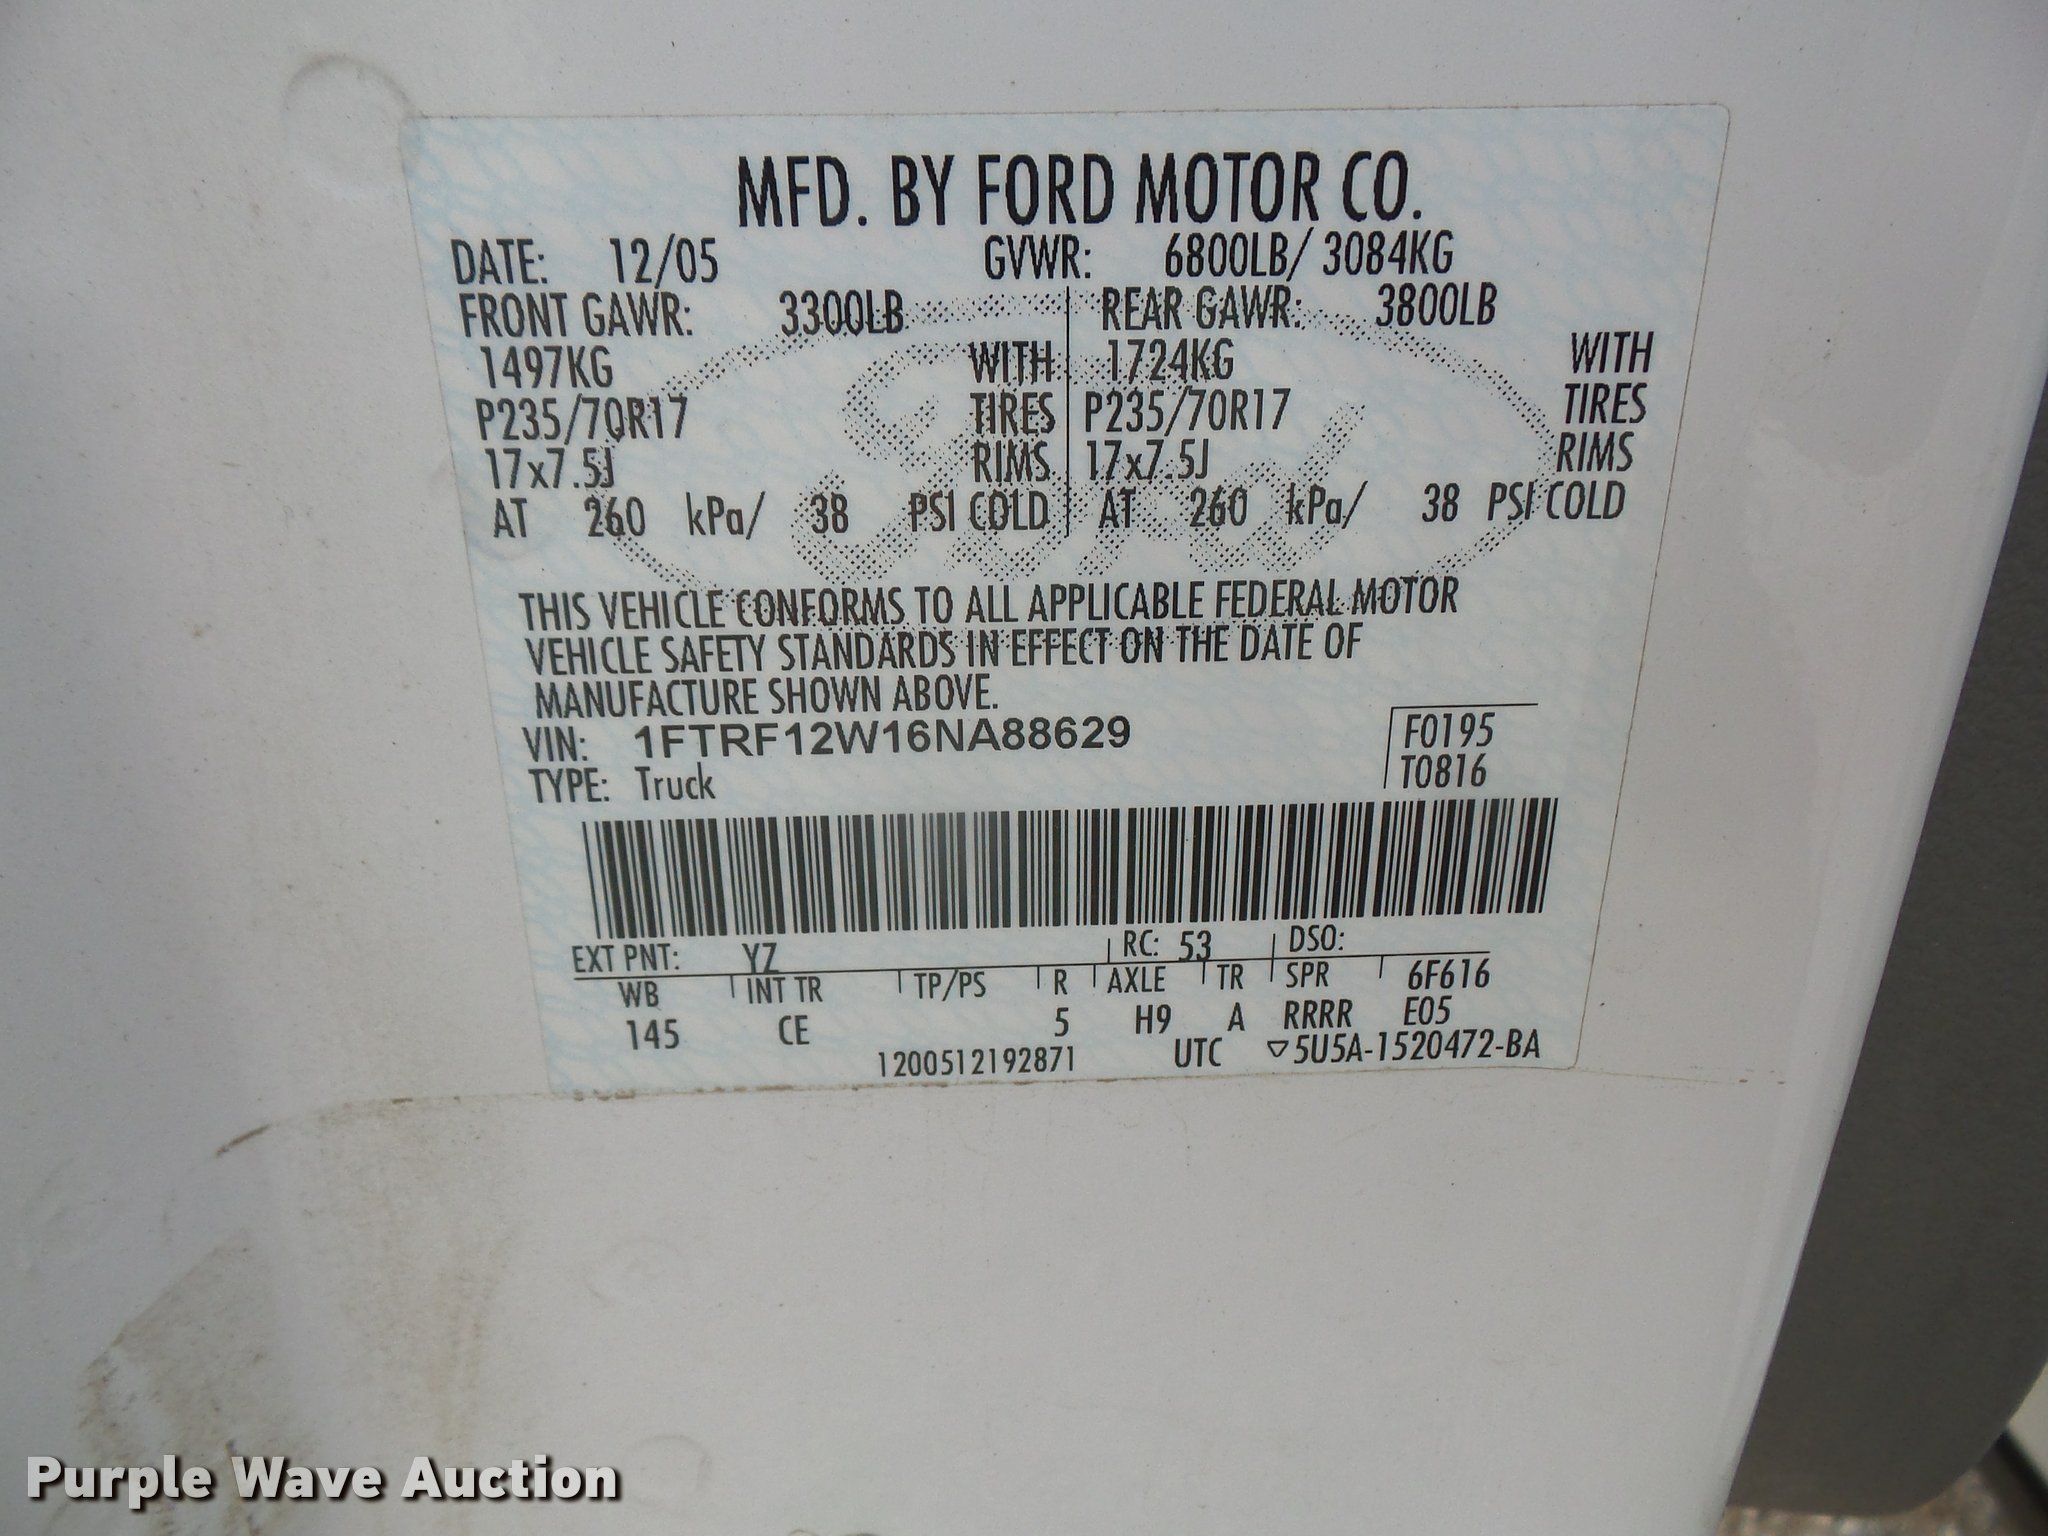 MFD. BY FORD MOTOR CO.
DATE: 12/05 GVWR: 6800LB/ 3084KG
FRONT GAWR: 3300LB REAR GAWR: 3800LB
1497KG WITH 1724KG WITH
P235/70R17 TIRES P235/70R17 TIRES
17x7.5J RIMS 17x7.5J RIMS
AT 260 kPa/ 38 PSI COLD AT 260 kPa/ 38 PSI COLD
Ford
THIS VEHICLE CONFORMS TO ALL APPLICABLE FEDERAL MOTOR
VEHICLE SAFETY STANDARDS IN EFFECT ON THE DATE OF
MANUFACTURE SHOWN ABOVE.
VIN: 1FTRF12W16NA88629 F0195
TYPE: Truck T0816
EXT PNT: YZ RC: 53 DSO:
WB INT TR TP/PS R AXLE TR SPR 6F616
145 CE 5 H9 A RRRR E05
1200512192871 UTC ▽5U5A-1520472-BA
Purple Wave Auction